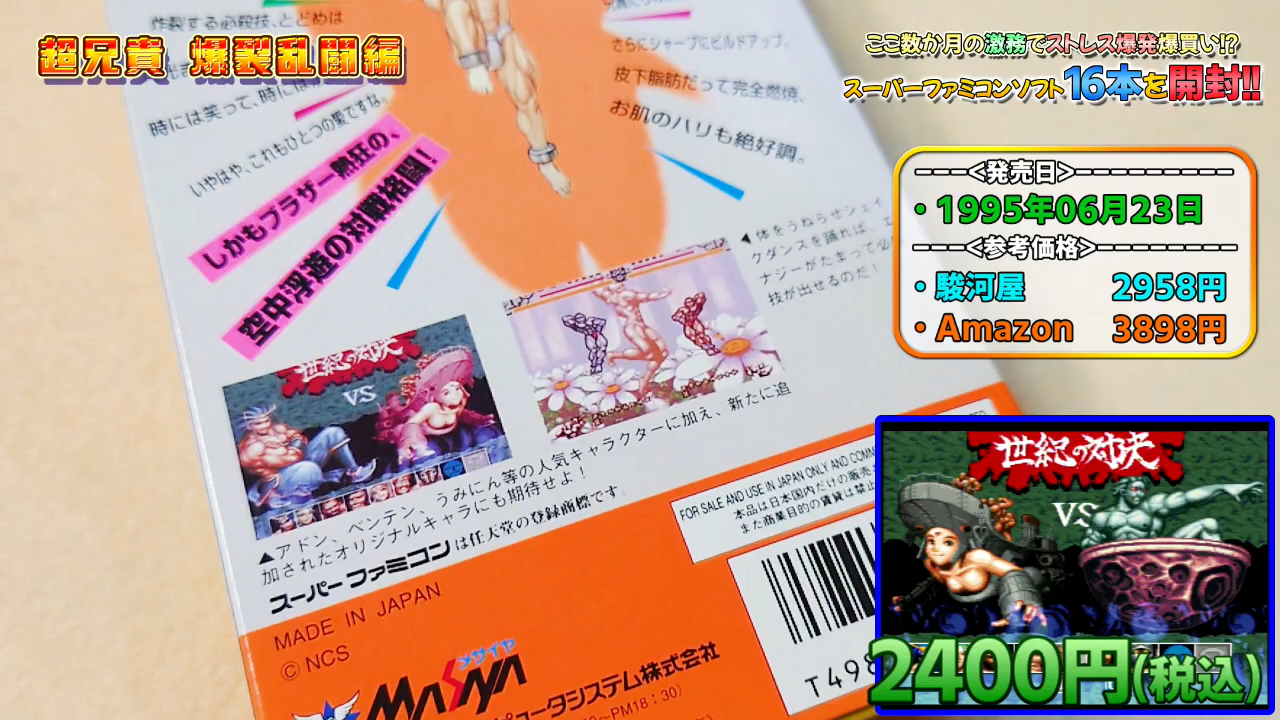 超兄貴 爆裂乱闘編
ここ数か月の激務でストレス爆発爆買い!?
スーパーファミコンソフト16本を開封!!
----<発売日>----------
・1995年06月23日
----<参考価格>---------
・駿河屋 2958円
・Amazon 3898円
炸裂する必殺技、とどめは
時には笑って、時には
いやはや、これもひとつの愛ですね。
しかもブラザー熱狂の、
空中浮遊の対戦格闘!
さらにシャープにビルドアップ。
皮下脂肪だって完全燃焼、
お肌のハリも絶好調。
◀体をうねらせシェイ
クダンスを踊れば、エ
ナジーがたまって必
技が出せるのだ!
世紀の対決
VS
▲アドン、ベンテン、うみにん等の人気キャラクターに加え、新たに追
加されたオリジナルキャラにも期待せよ!
スーパーファミコンは任天堂の登録商標です。
MADE IN JAPAN
© NCS
メサイヤ
MASAYA
ピュータシステム株式会社
〜PM18:30)
FOR SALE AND USE IN JAPAN ONLY AND COMM
本品は日本国内だけの販売
また商業目的の賃貸は禁止
T498
世紀の対決
VS
2400円(税込)